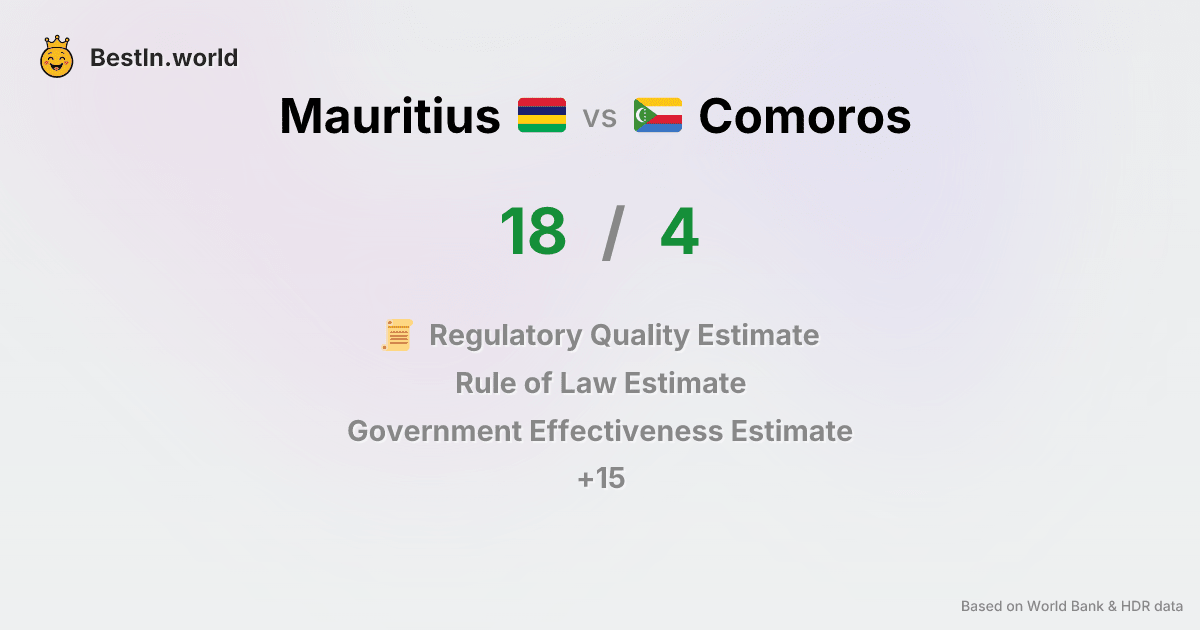 BestIn.world
Mauritius vs Comoros
18 / 4
Regulatory Quality Estimate
Rule of Law Estimate
Government Effectiveness Estimate
+15
Based on World Bank & HDR data